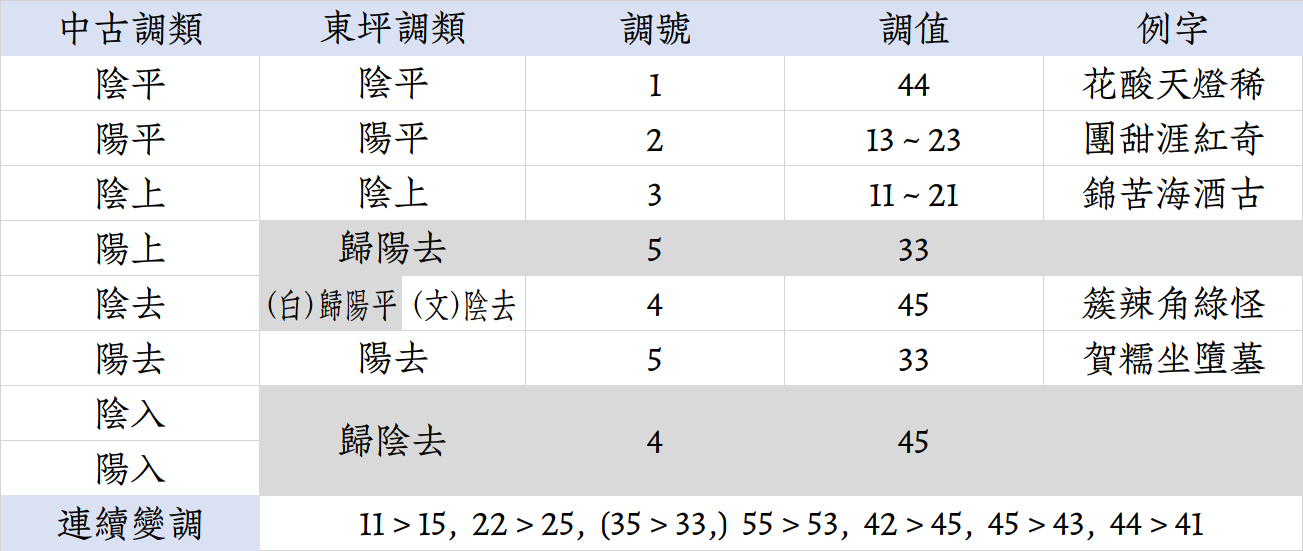 中古調類 東坪調類 調號 調值 例字
陰平 陰平 1 44 花酸天燈稀
陽平 陽平 2 13 ~ 23 團甜涯紅奇
陰上 陰上 3 11 ~ 21 錦苦海酒古
陽上 歸陽去 5 33
陰去 (白)歸陽平 (文)陰去 4 45 簇辣角綠怪
陽去 陽去 5 33 賀糯坐墮墓
陰入 歸陰去 4 45
陽入
連續變調 11 > 15, 22 > 25, (35 > 33,) 55 > 53, 42 > 45, 45 > 43, 44 > 41